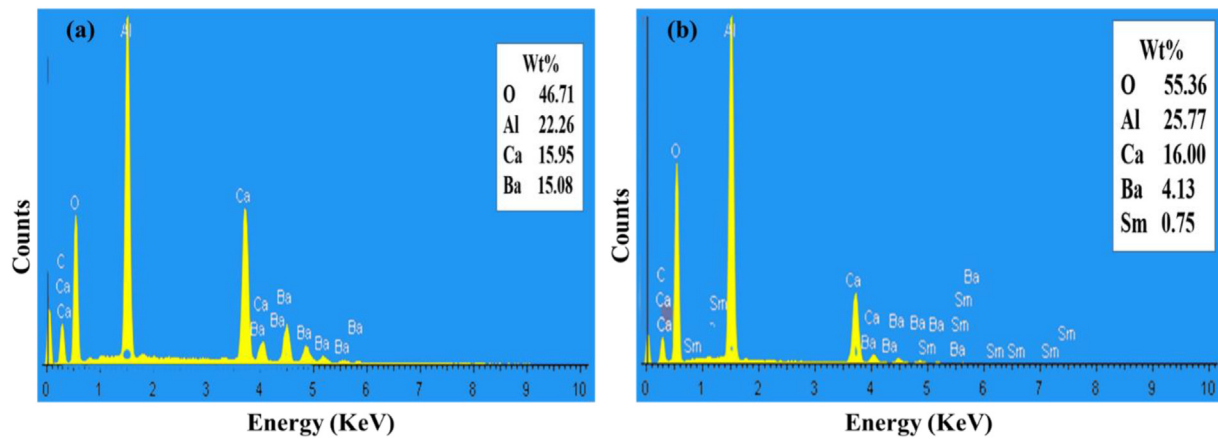 (a)
Al
Wt%
O 46.71
Al 22.26
Ca 15.95
Ba 15.08
O
Ca
C
Ca
Ca
Ca
Ba
Ba
Ba
Ba
Ba
Ba
Ba
Counts
0 1 2 3 4 5 6 7 8 9 10
Energy (KeV)
(b)
Al
Wt%
O 55.36
Al 25.77
Ca 16.00
Ba 4.13
Sm 0.75
O
C
Ca
Ca
Sm
Sm
Ca
Ca
Ba
Ba
Ba
Ba
Ba
Sm
Ba
Sm
Sm
Ba
Sm
Sm
Sm
Sm
Counts
0 1 2 3 4 5 6 7 8 9 10
Energy (KeV)